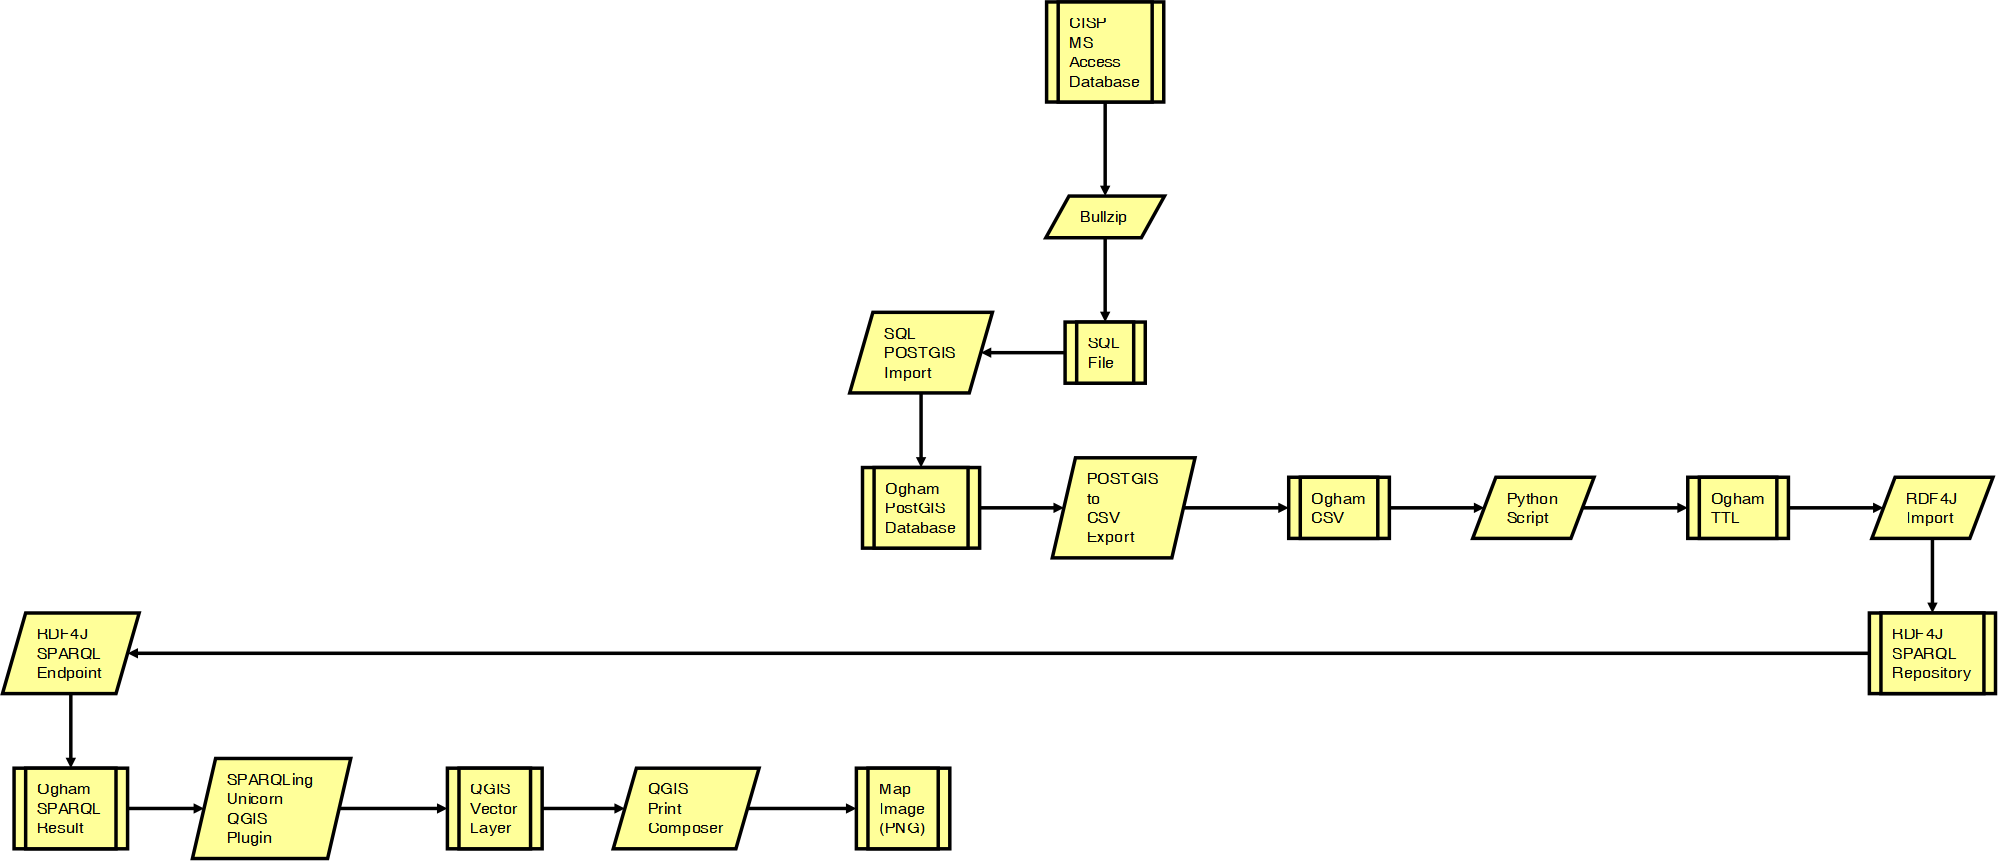 CISP
MS
Access
Database
Bullzip
SQL
File
SQL
POSTGIS
Import
Ogham
PostGIS
Database
POSTGIS
to
CSV
Export
Ogham
CSV
Python
Script
Ogham
TTL
RDF4J
Import
RDF4J
SPARQL
Repository
RDF4J
SPARQL
Endpoint
Ogham
SPARQL
Result
SPARQLing
Unicorn
QGIS
Plugin
QGIS
Vector
Layer
QGIS
Print
Composer
Map
Image
(PNG)